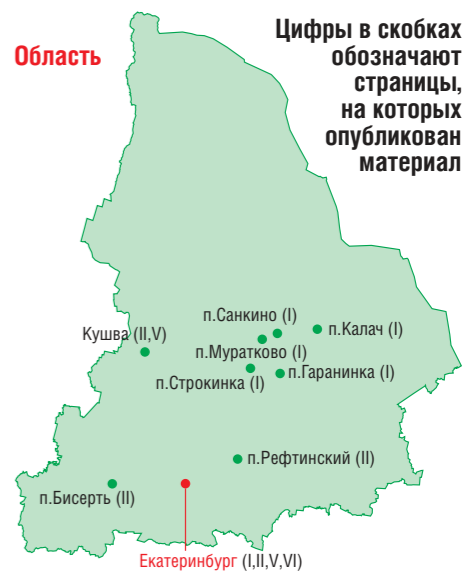 Область
Цифры в скобках
обозначают
страницы,
на которых
опубликован
материал
п.Санкино (I)
п.Калач (I)
Кушва (II,V)
п.Муратково (I)
п.Строкинка (I)
п.Гаранинка (I)
п.Рефтинский (II)
п.Бисерть (II)
Екатеринбург (I,II,V,VI)